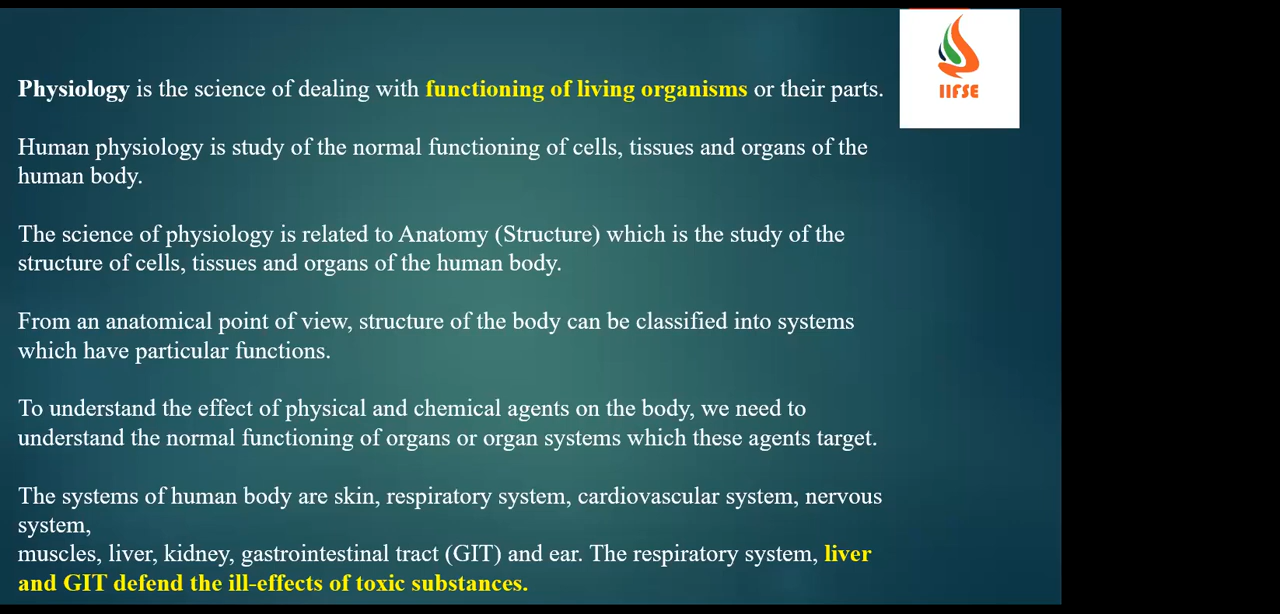 IIFSE
Physiology is the science of dealing with functioning of living organisms or their parts.
Human physiology is study of the normal functioning of cells, tissues and organs of the
human body.
The science of physiology is related to Anatomy (Structure) which is the study of the
structure of cells, tissues and organs of the human body.
From an anatomical point of view, structure of the body can be classified into systems
which have particular functions.
To understand the effect of physical and chemical agents on the body, we need to
understand the normal functioning of organs or organ systems which these agents target.
The systems of human body are skin, respiratory system, cardiovascular system, nervous
system,
muscles, liver, kidney, gastrointestinal tract (GIT) and ear. The respiratory system, liver
and GIT defend the ill-effects of toxic substances.